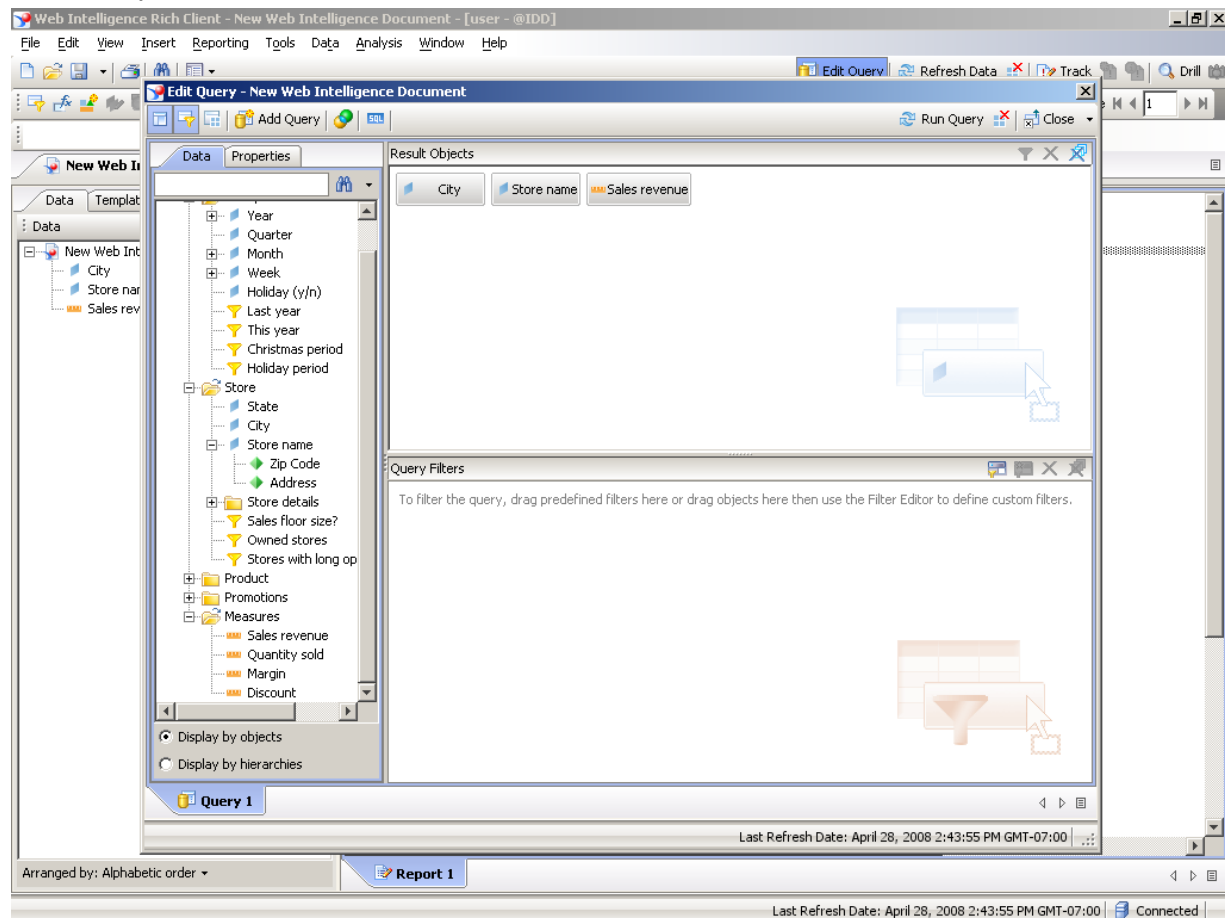 Web Intelligence Rich Client - New Web Intelligence Document - [user - @IDD]
File Edit View Insert Reporting Tools Data Analysis Window Help
Edit Query Refresh Data Track Drill
Edit Query - New Web Intelligence Document
1
Add Query SQL Run Query Close
New Web I
Data Properties
Result Objects
City Store name Sales revenue
Data Templat
Data
New Web Int
City
Store nar
Sales rev
Year
Quarter
Month
Week
Holiday (y/n)
Last year
This year
Christmas period
Holiday period
Store
State
City
Store name
Zip Code
Address
Store details
Sales floor size?
Owned stores
Stores with long op
Product
Promotions
Measures
Sales revenue
Quantity sold
Margin
Discount
Query Filters
To filter the query, drag predefined filters here or drag objects here then use the Filter Editor to define custom filters.
Display by objects
Display by hierarchies
Query 1
Last Refresh Date: April 28, 2008 2:43:55 PM GMT-07:00
Arranged by: Alphabetic order
Report 1
Last Refresh Date: April 28, 2008 2:43:55 PM GMT-07:00 Connected